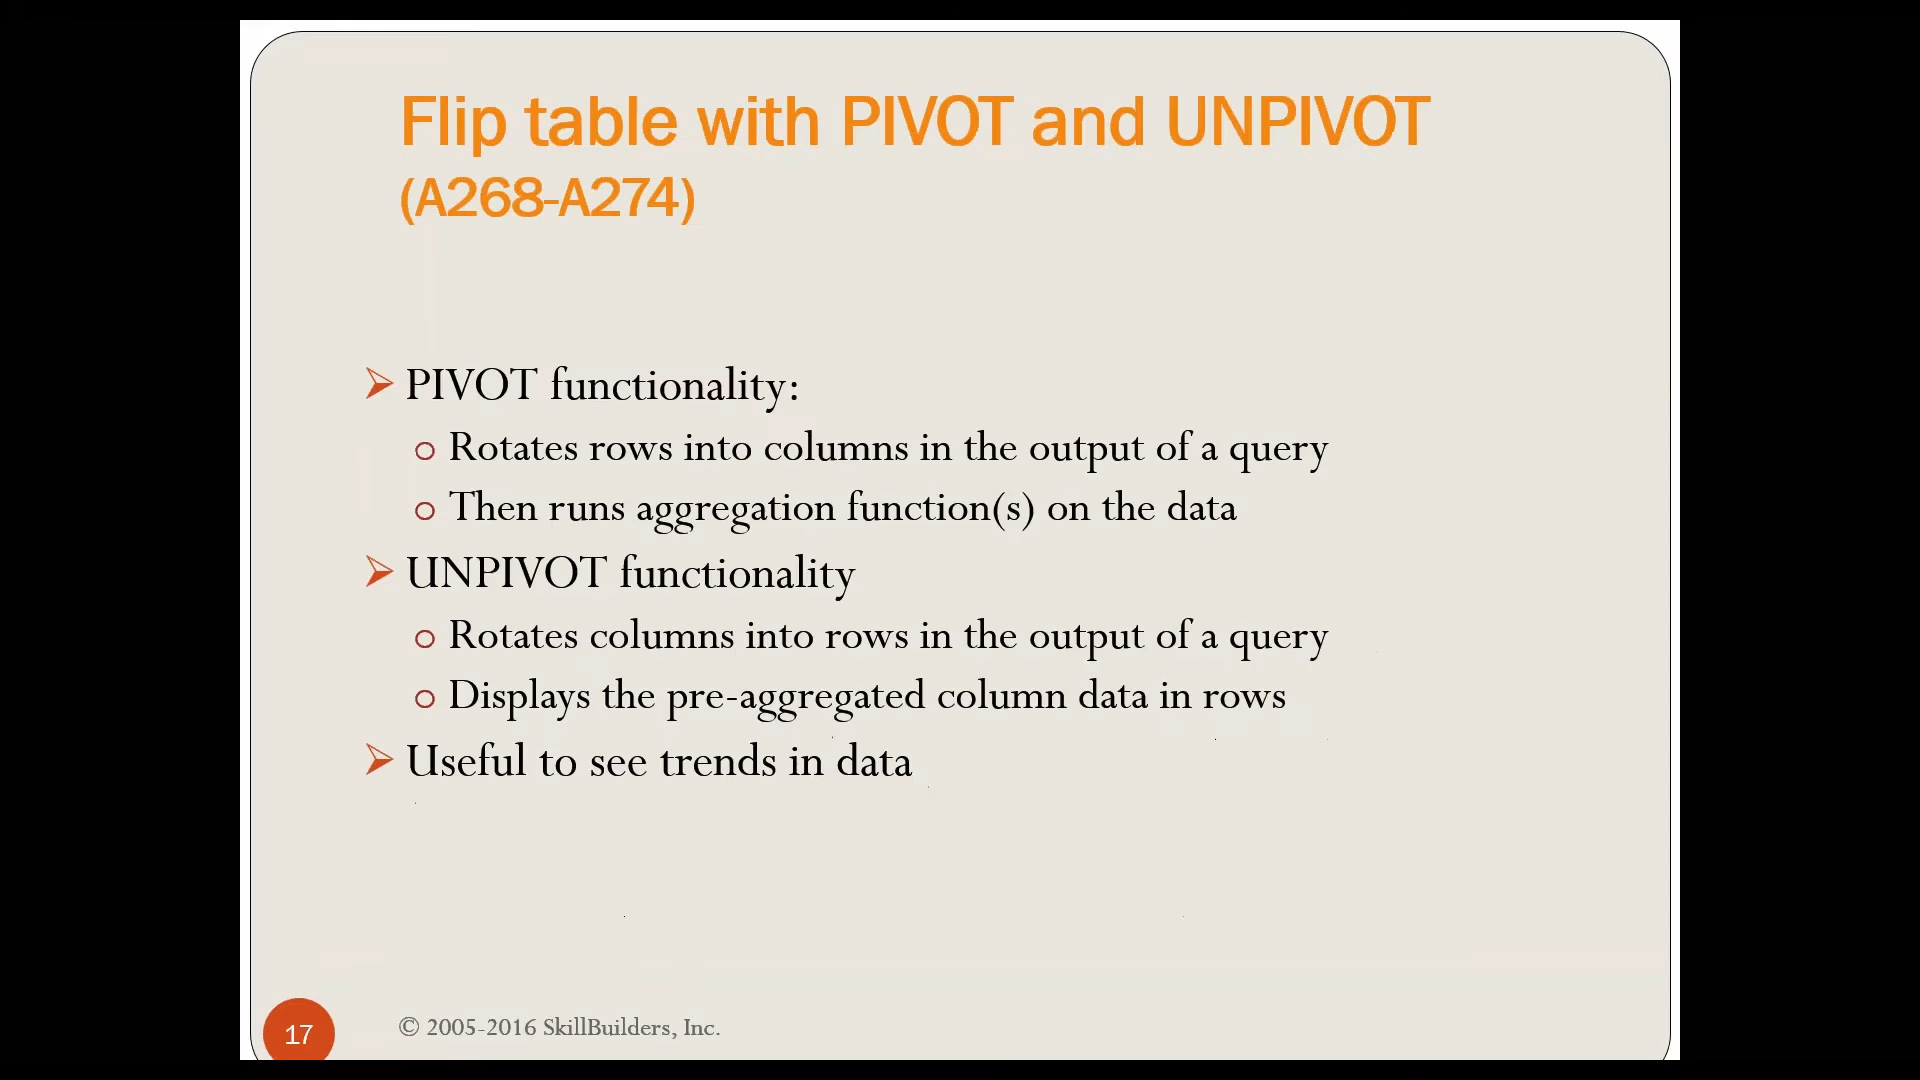 Flip table with PIVOT and UNPIVOT
(A268-A274)
PIVOT functionality:
Rotates rows into columns in the output of a query
Then runs aggregation function(s) on the data
UNPIVOT functionality
Rotates columns into rows in the output of a query
Displays the pre-aggregated column data in rows
Useful to see trends in data
17
© 2005-2016 SkillBuilders, Inc.